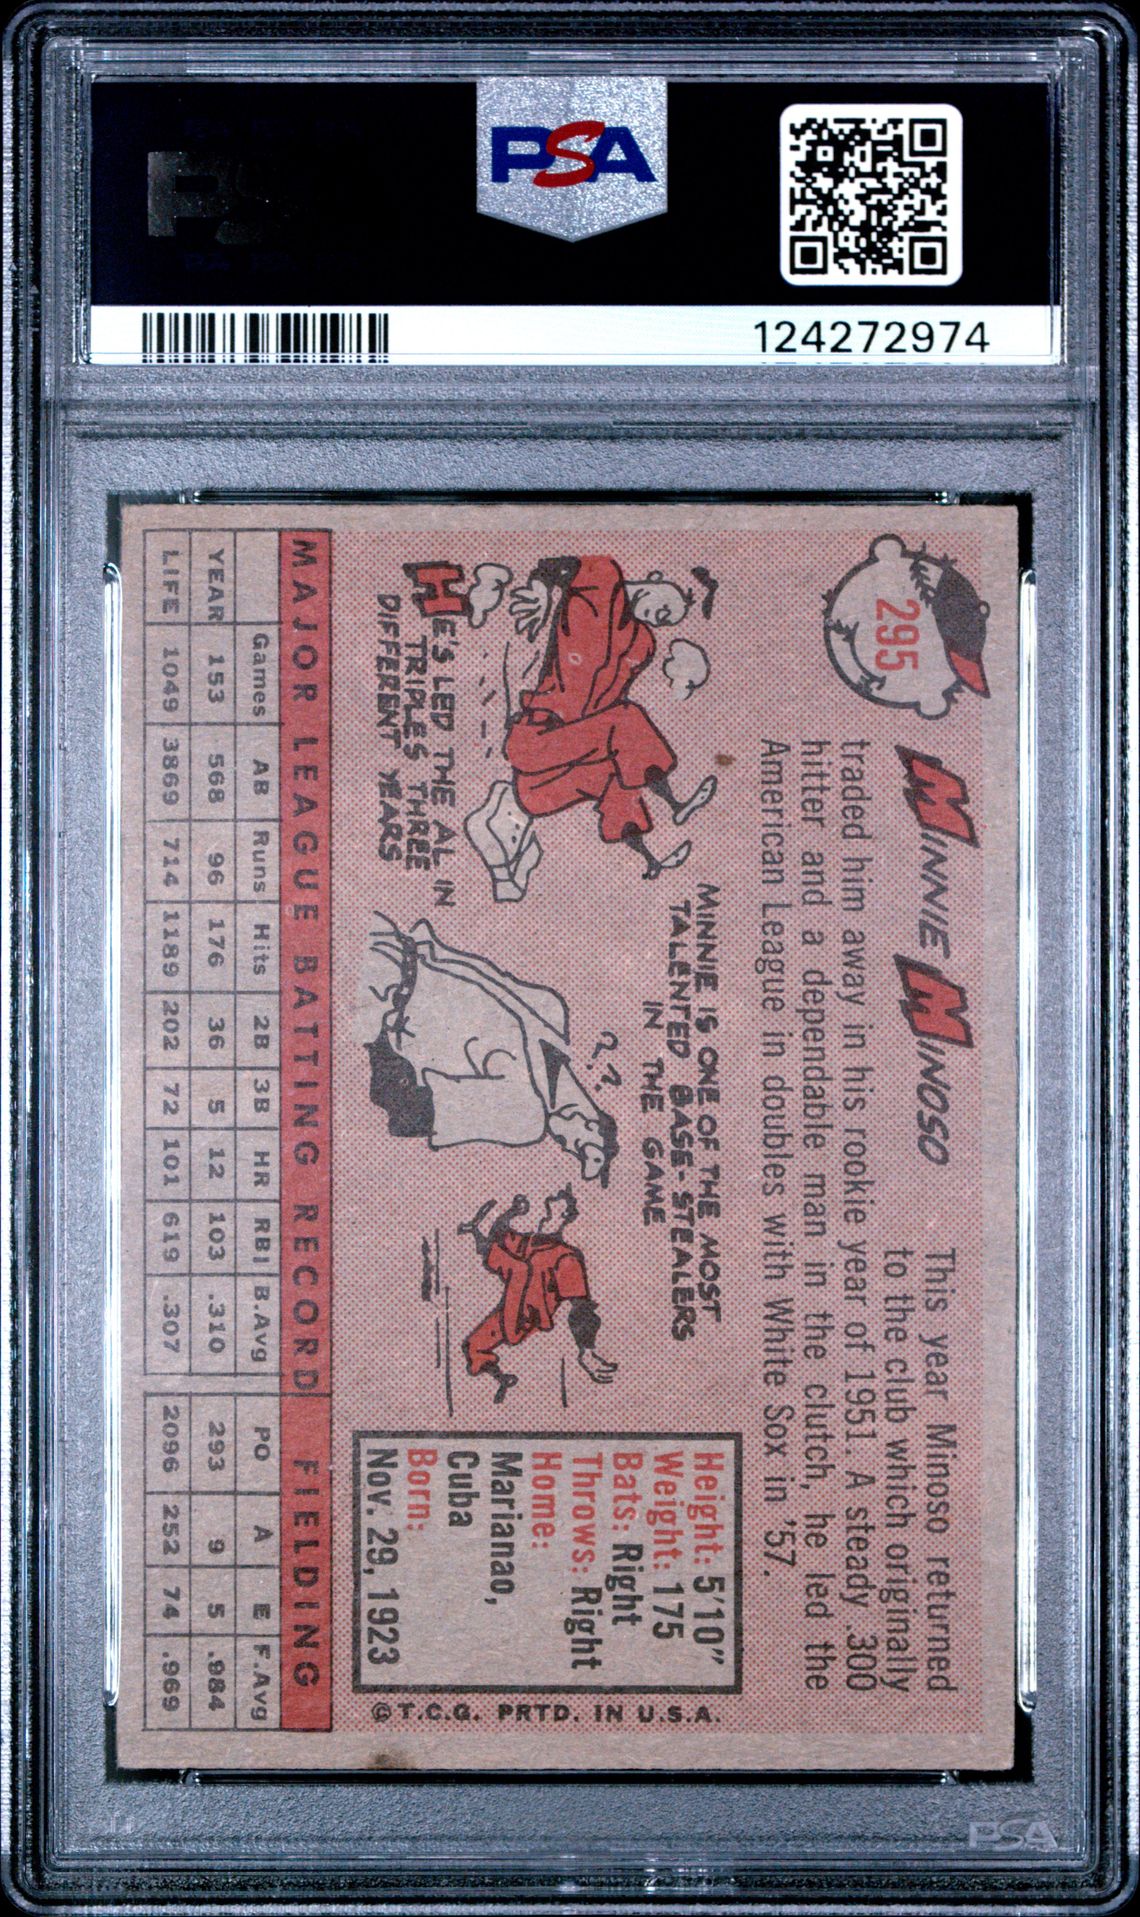 PSA
124272974
295
MINNIE MINOSO
This year Minoso returned
to the club which originally
traded him away in his rookie year of 1951. A steady .300
hitter and a dependable man in the clutch, he led the
American League in doubles with White Sox in '57.
HE'S LED THE AL IN
TRIPLES THREE
DIFFERENT YEARS
MINNIE IS ONE OF THE MOST
TALENTED BASE-STEALERS
IN THE GAME
? ?
Height: 5'10"
Weight: 175
Bats: Right
Throws: Right
Home:
Marianao,
Cuba
Born:
Nov. 29, 1923
© T.C.G. PRTD. IN U.S.A.
MAJOR LEAGUE BATTING RECORD FIELDING
Games AB Runs Hits 2B 3B HR RBI B.Avg PO A E F.Avg
YEAR 153 568 96 176 36 5 12 103 .310 293 9 5 .984
LIFE 1049 3869 714 1189 202 72 101 619 .307 2096 252 74 .969
PSA